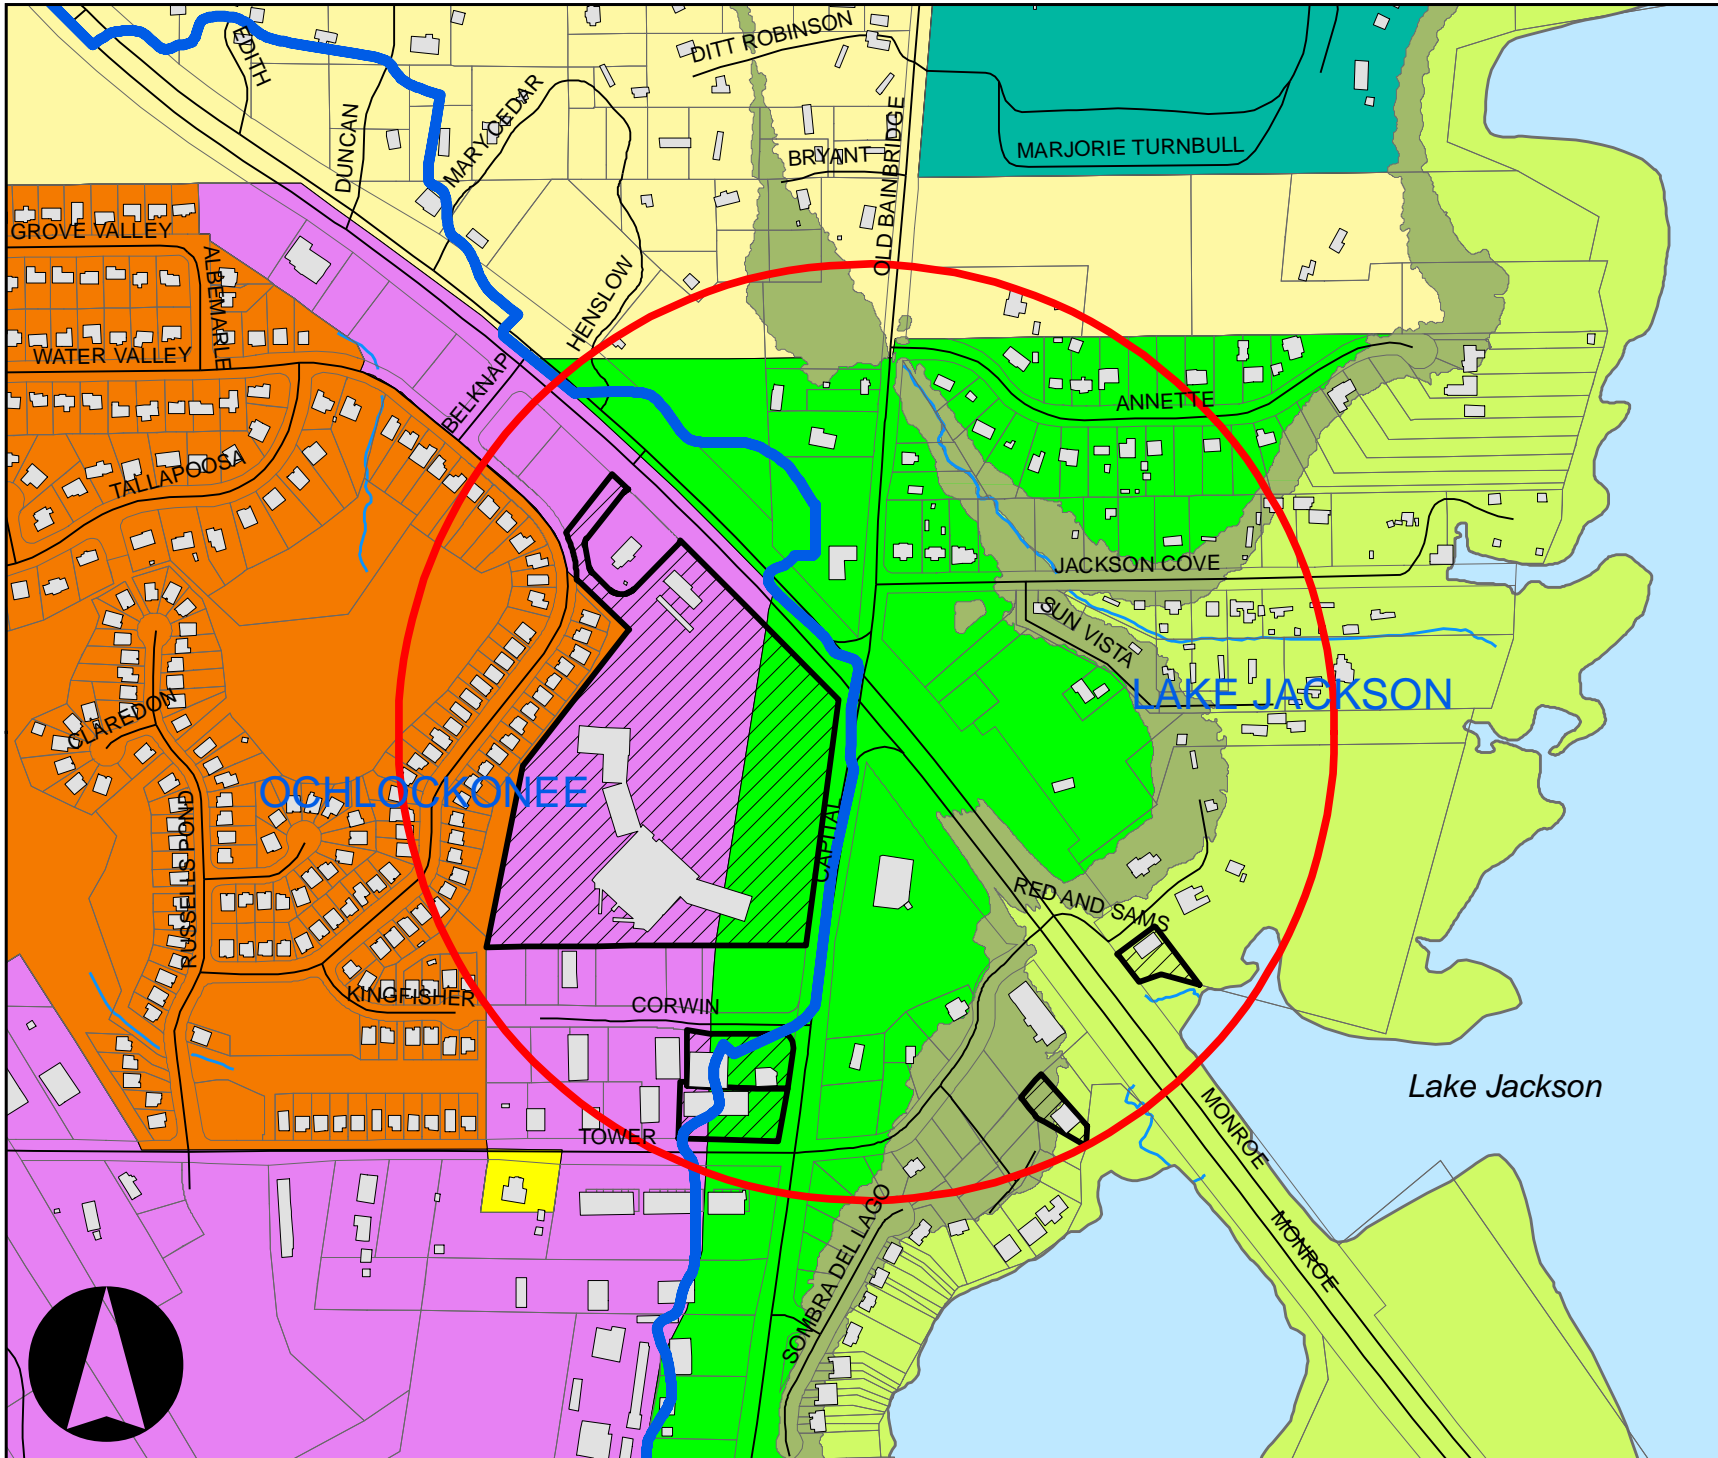 DITT ROBINSON
EDITH
DUNCAN
MARY CEDAR
OLD BAINBRIDGE
BRYANT
MARJORIE TURNBULL
GROVE VALLEY
ALBEMARLE
HENSLOW
WATER VALLEY
BELKNAP
ANNETTE
TALLAPOOSA
JACKSON COVE
SUN VISTA
LAKE JACKSON
CLAREDON
OCHLOCKONEE
RUSSELLS POND
CAPITAL
RED AND SAMS
KINGFISHER
CORWIN
Lake Jackson
MONROE
TOWER
SOMBRA DEL LAGO
MONROE